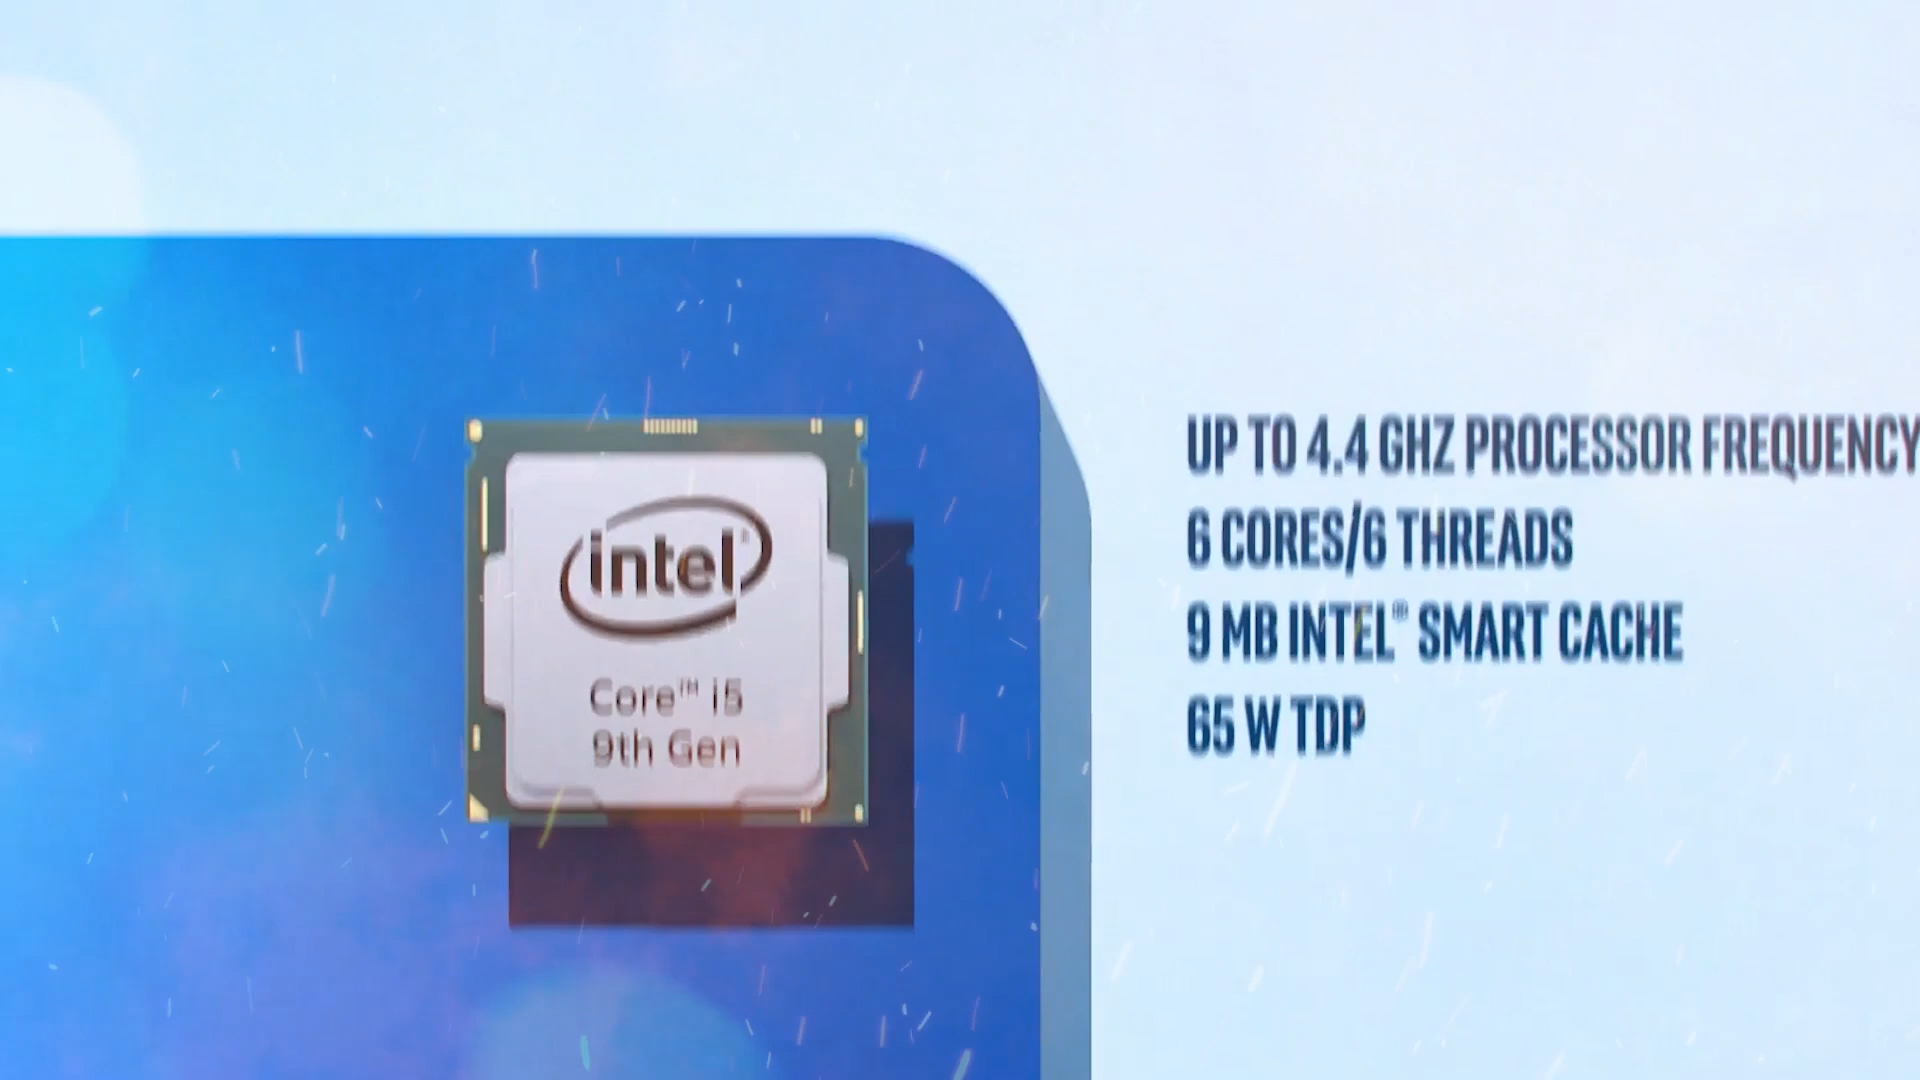 intel®
Core™ i5
9th Gen
UP TO 4.4 GHZ PROCESSOR FREQUENCY
6 CORES/6 THREADS
9 MB INTEL® SMART CACHE
65 W TDP